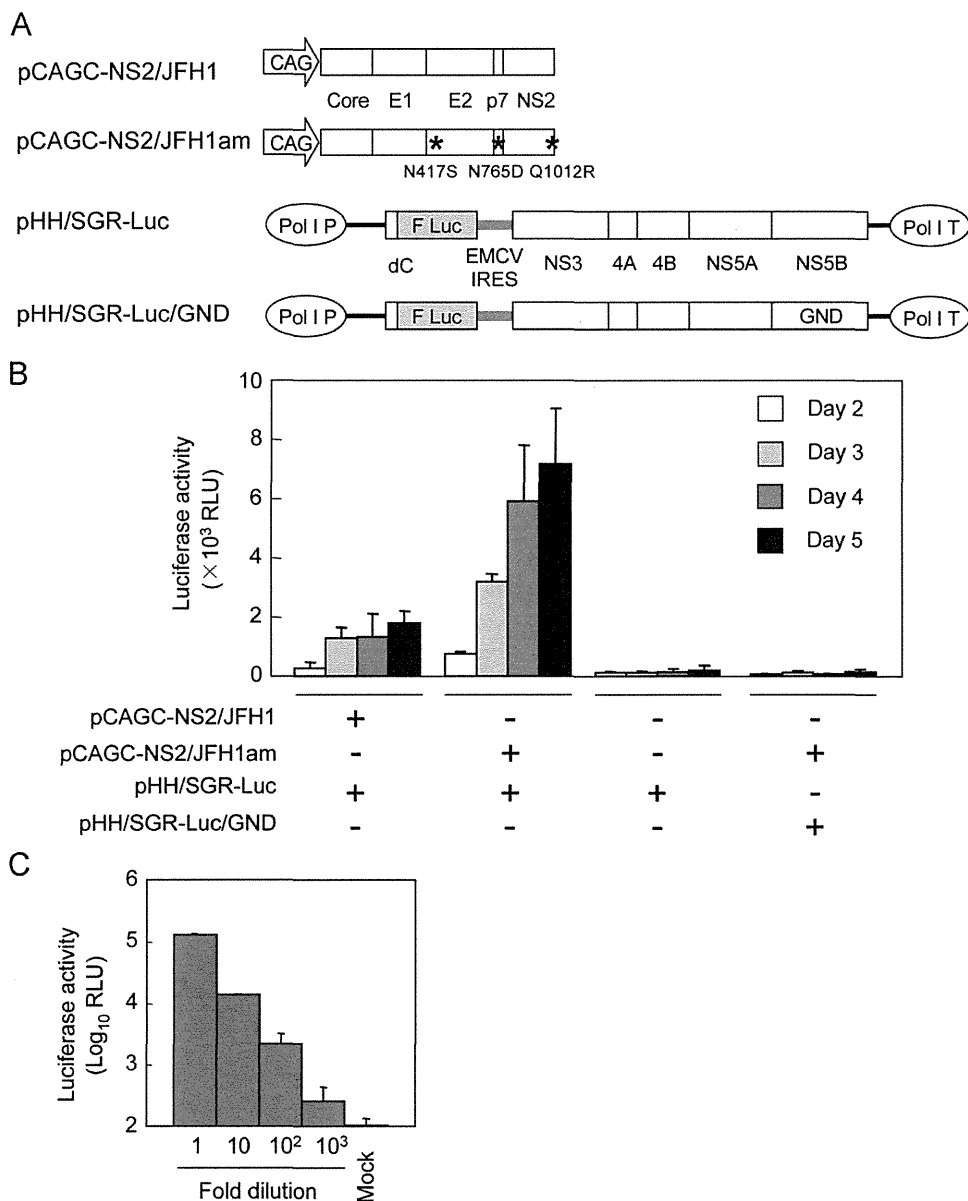 A
pCAGC-NS2/JFH1
CAG
Core E1 E2 p7 NS2
pCAGC-NS2/JFH1am
CAG * * *
N417S N765D Q1012R
pHH/SGR-Luc
Pol I P F Luc Pol I T
dC EMCV IRES NS3 4A 4B NS5A NS5B
pHH/SGR-Luc/GND
Pol I P F Luc GND Pol I T
B
Luciferase activity
(×10³ RLU)
10
8
6
4
2
0
Day 2
Day 3
Day 4
Day 5
pCAGC-NS2/JFH1 + - - -
pCAGC-NS2/JFH1am - + - +
pHH/SGR-Luc + + + -
pHH/SGR-Luc/GND - - - +
C
Luciferase activity
(Log₁₀ RLU)
6
5
4
3
2
1 10 10² 10³ Mock
Fold dilution